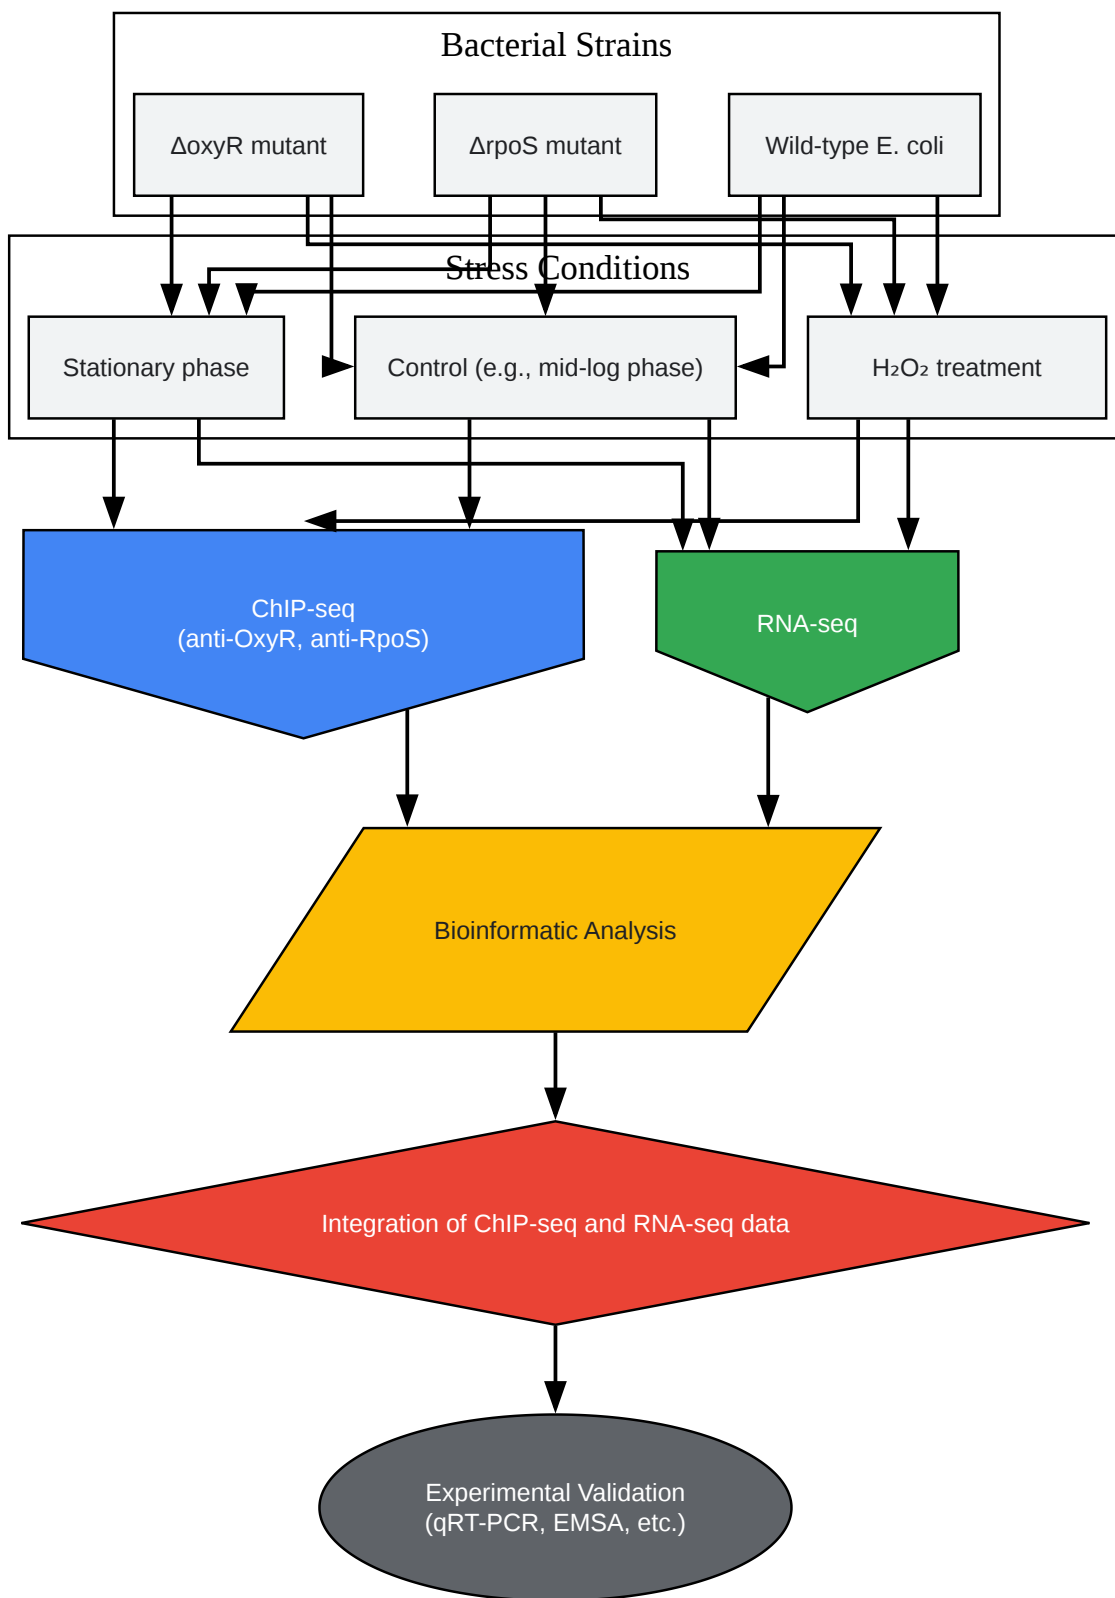 Bacterial Strains
ΔoxyR mutant
ΔrpoS mutant
Wild-type E. coli
Stress Conditions
Stationary phase
Control (e.g., mid-log phase)
H₂O₂ treatment
ChIP-seq
(anti-OxyR, anti-RpoS)
RNA-seq
Bioinformatic Analysis
Integration of ChIP-seq and RNA-seq data
Experimental Validation
(qRT-PCR, EMSA, etc.)